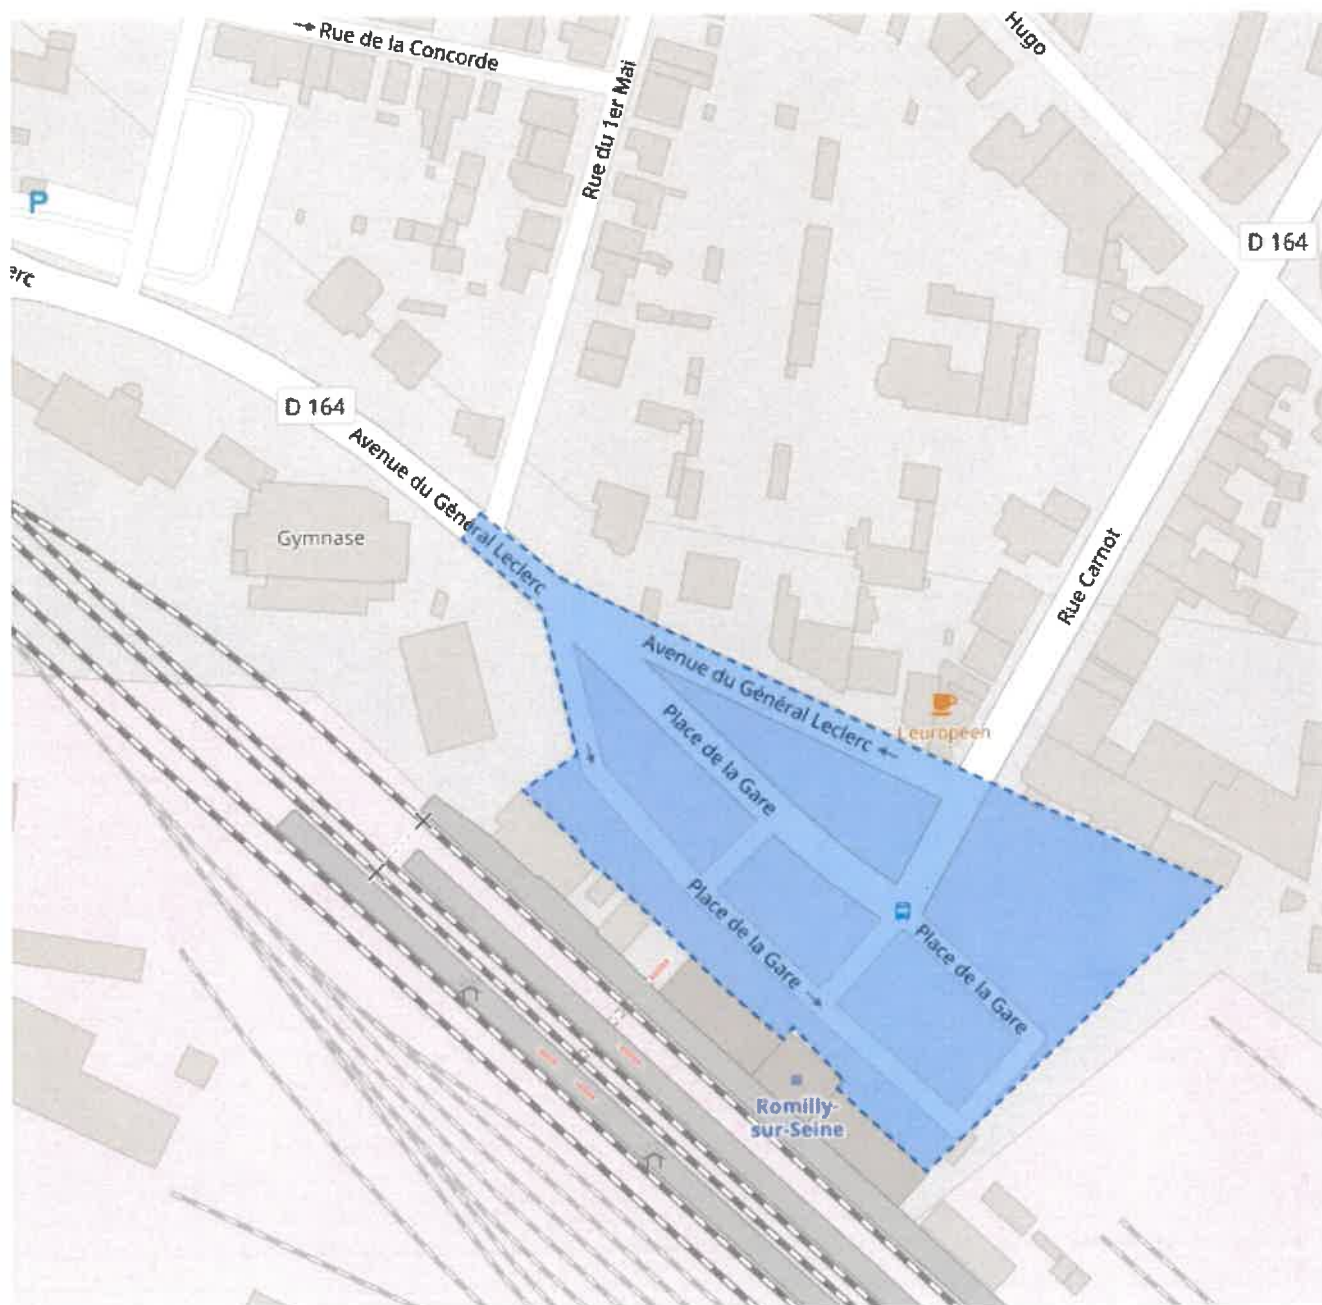 Rue de la Concorde
Hugo
Rue du 1er Mai
P
D 164
erc
D 164
Avenue du Général Leclerc
Gymnase
Rue Carnot
Avenue du Général Leclerc
L'européen
Place de la Gare
Place de la Gare
Place de la Gare
Romilly-
sur-Seine